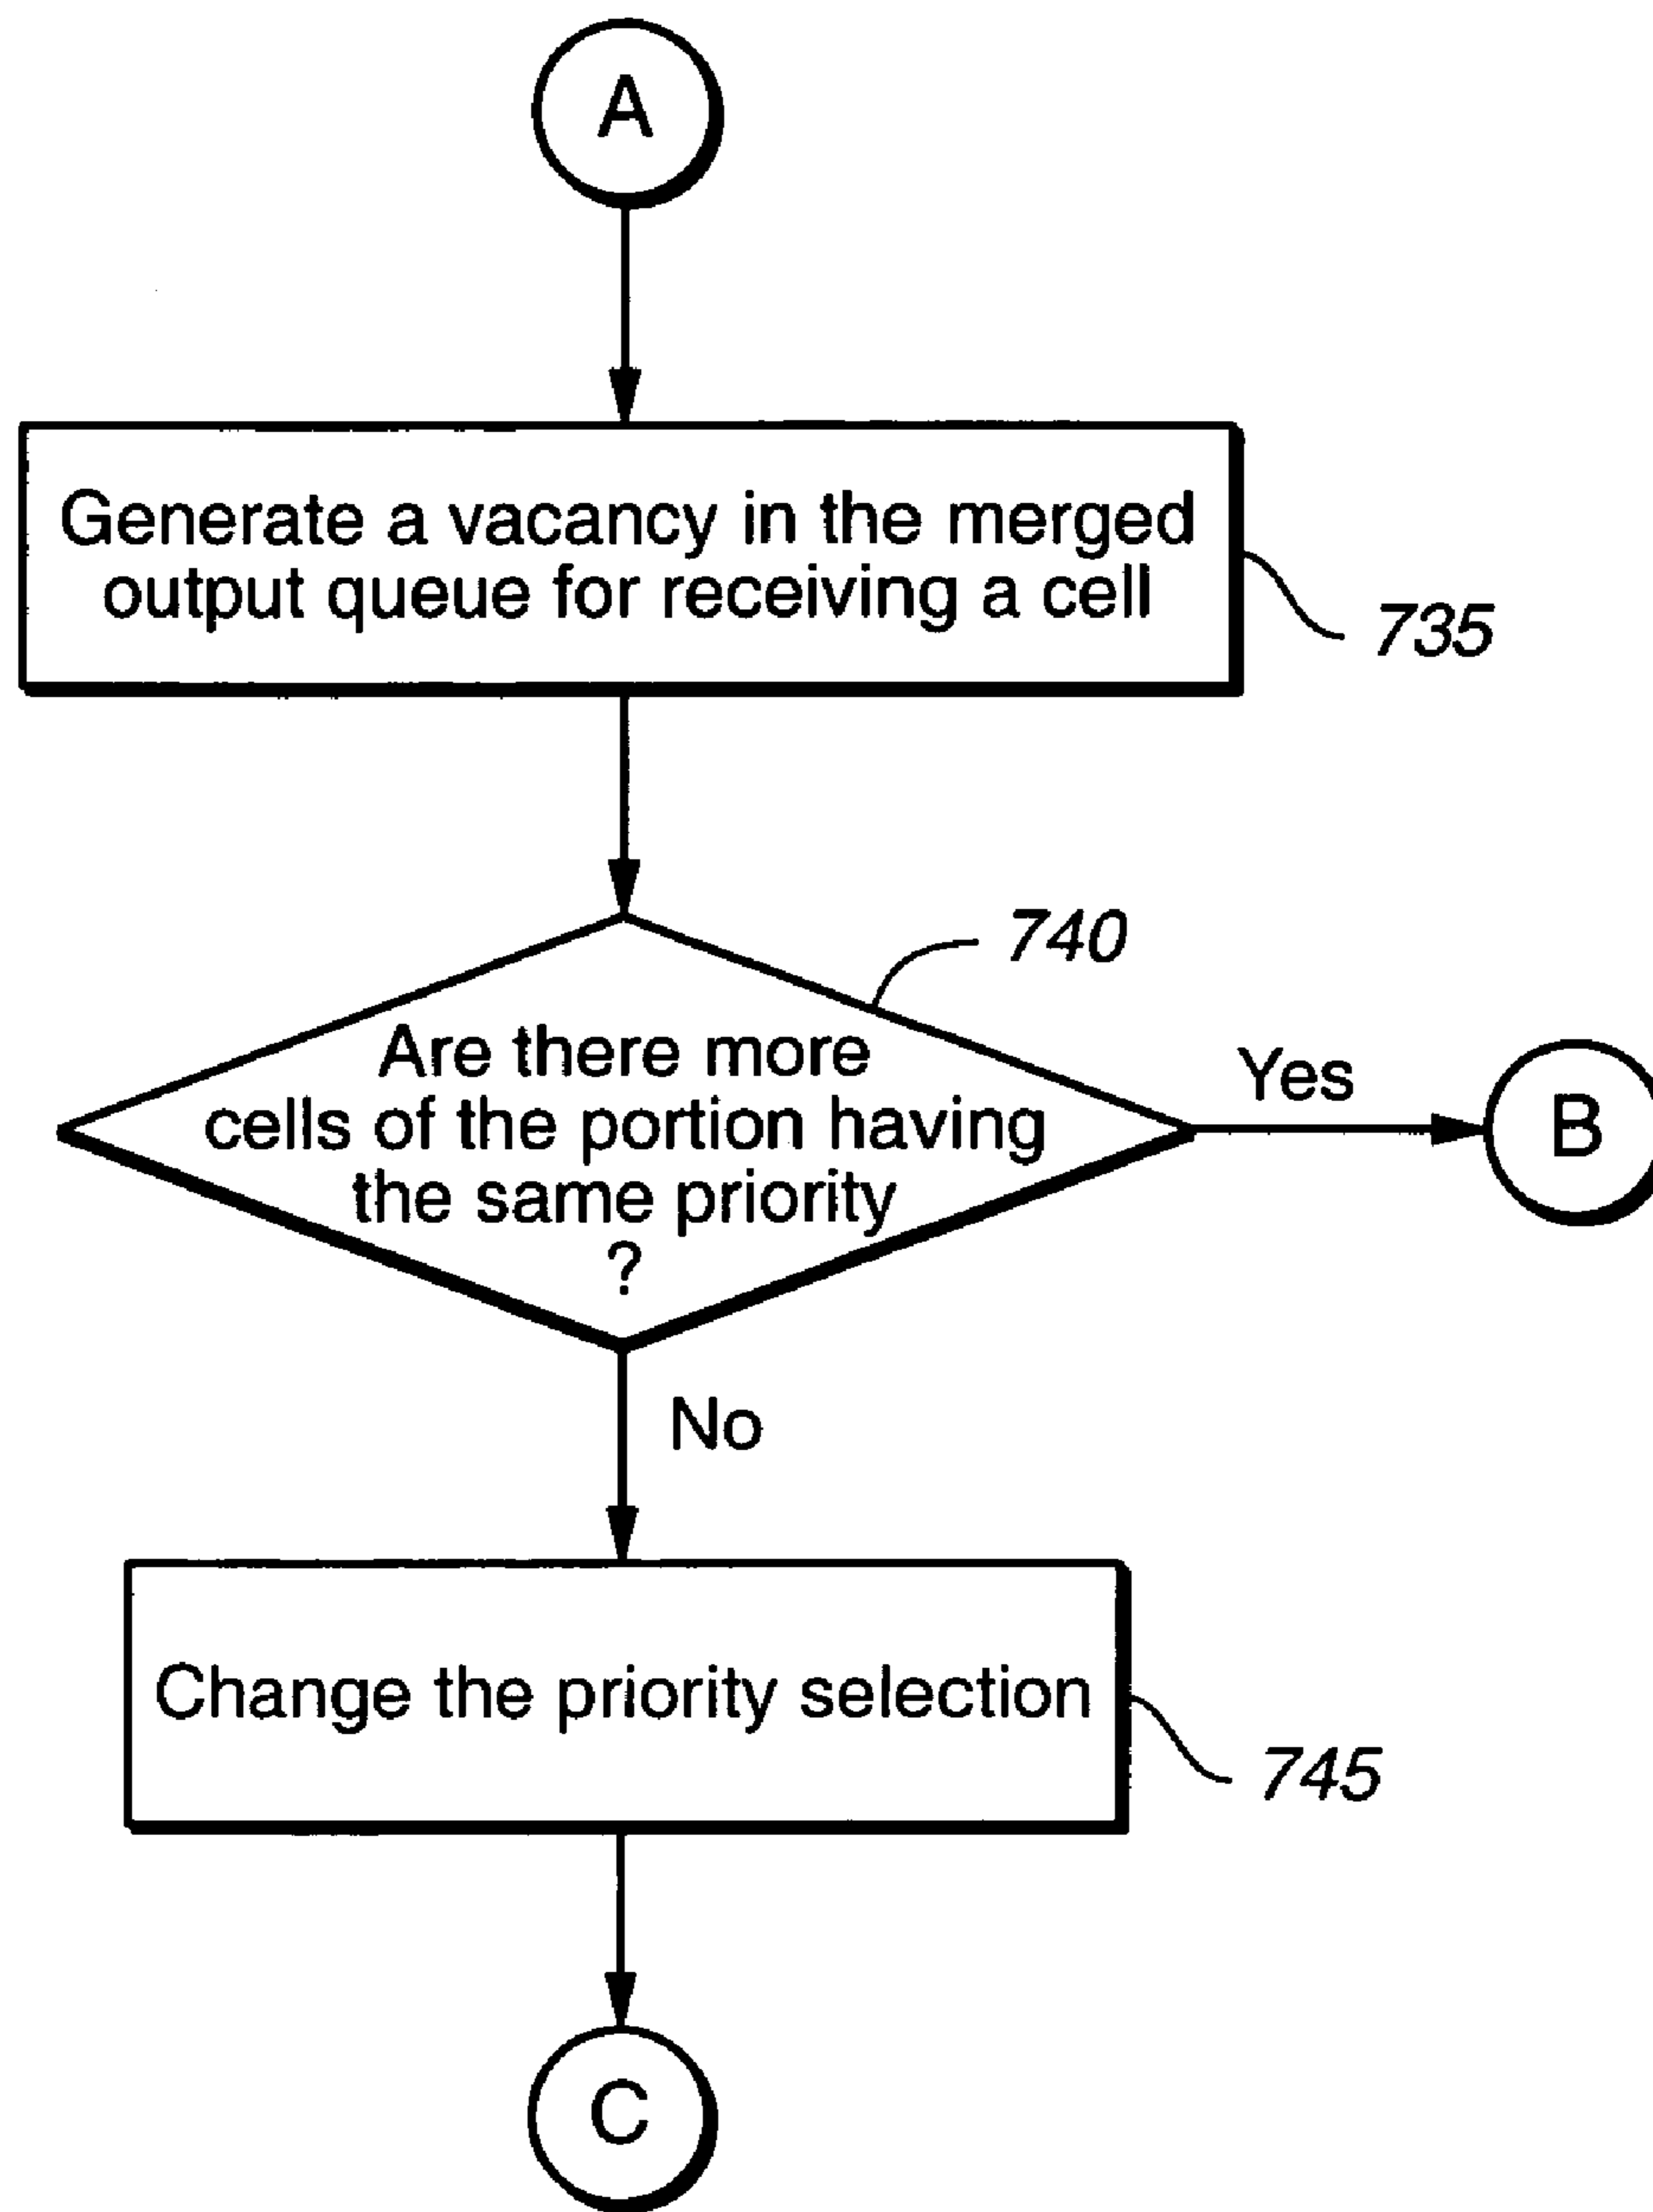 A
Generate a vacancy in the merged
output queue for receiving a cell
735
740
Are there more
cells of the portion having
the same priority
?
Yes
B
No
Change the priority selection
745
C